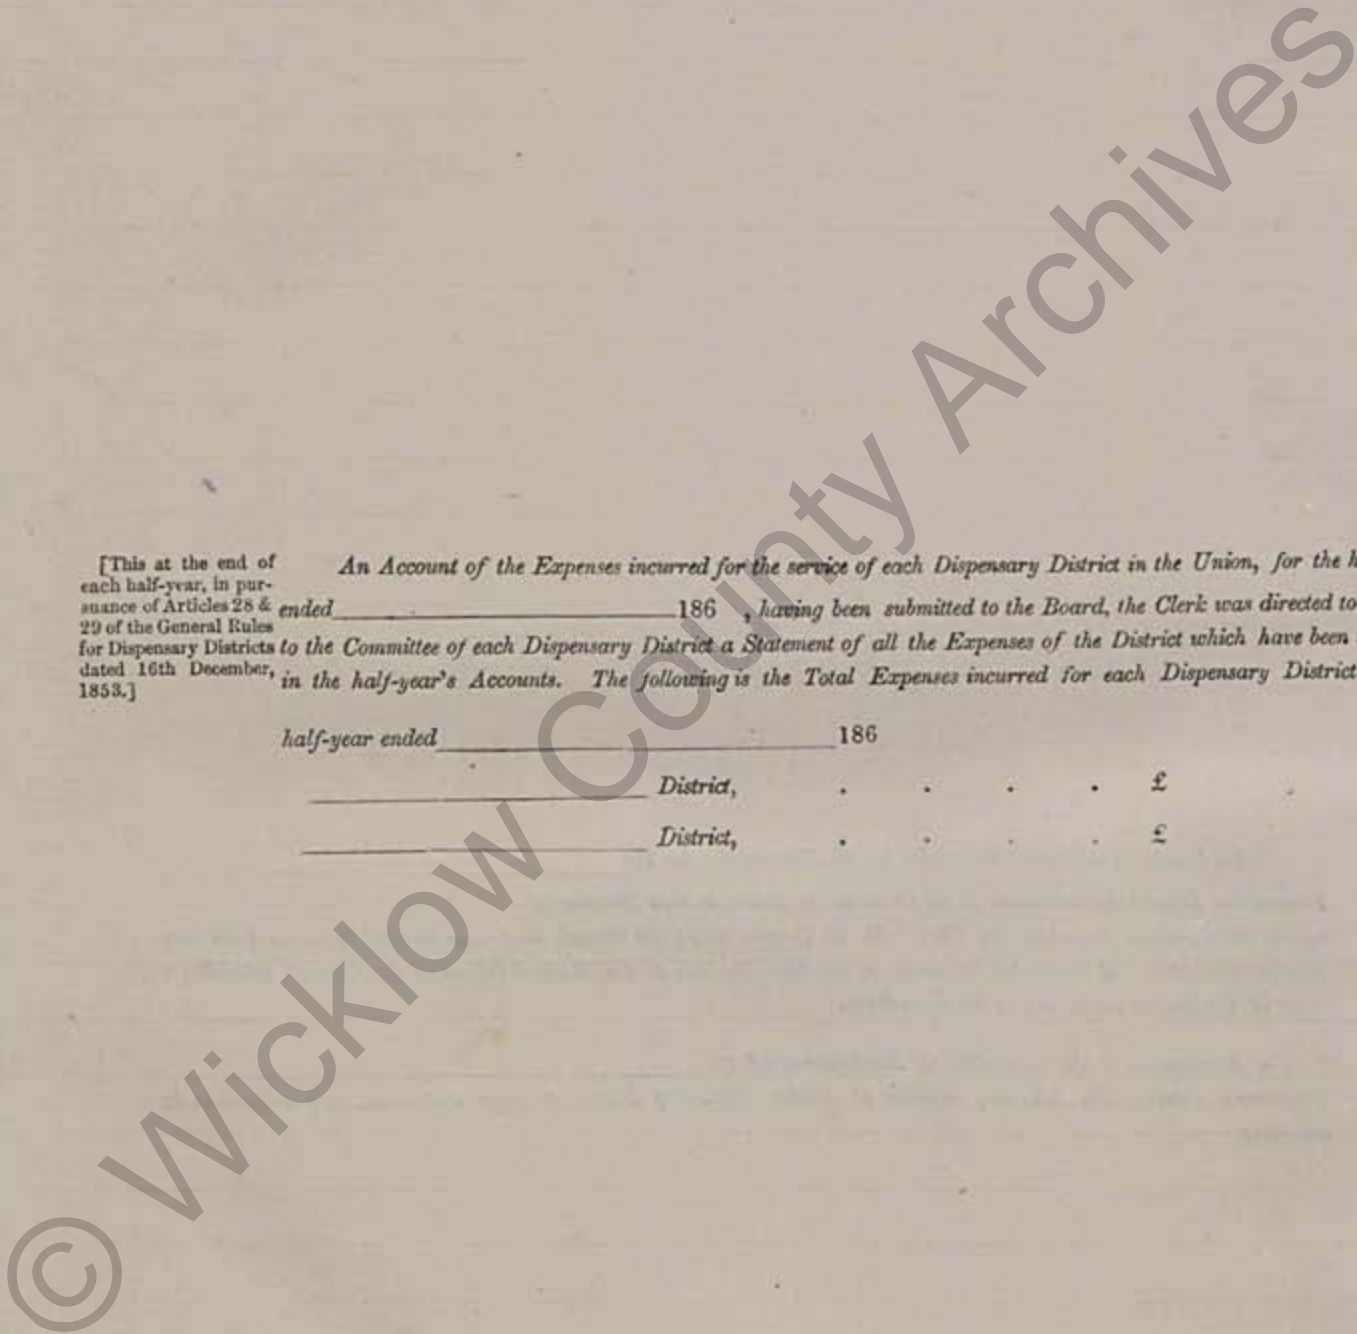 [This at the end of
each half-year, in pur-
suance of Articles 28 &
29 of the General Rules
for Dispensary Districts
dated 16th December,
1853.]
An Account of the Expenses incurred for the service of each Dispensary District in the Union, for the
ended 186 , having been submitted to the Board, the Clerk was directed to
to the Committee of each Dispensary District a Statement of all the Expenses of the District which have been
in the half-year's Accounts. The following is the Total Expenses incurred for each Dispensary District
half-year ended 186
District, . . . . £
District, . . . . £
© Wicklow County Archives